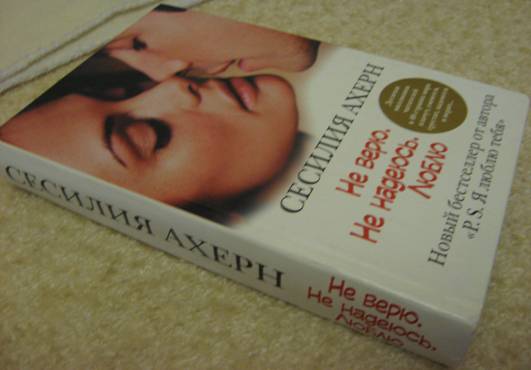 СЕСИЛИЯ АХЕРН
Не верю.
Не надеюсь.
Люблю
Новый бестселлер от автора
«P. S. Я люблю тебя»
СЕСИЛИЯ АХЕРН
Не верю.
Не надеюсь.
Люблю